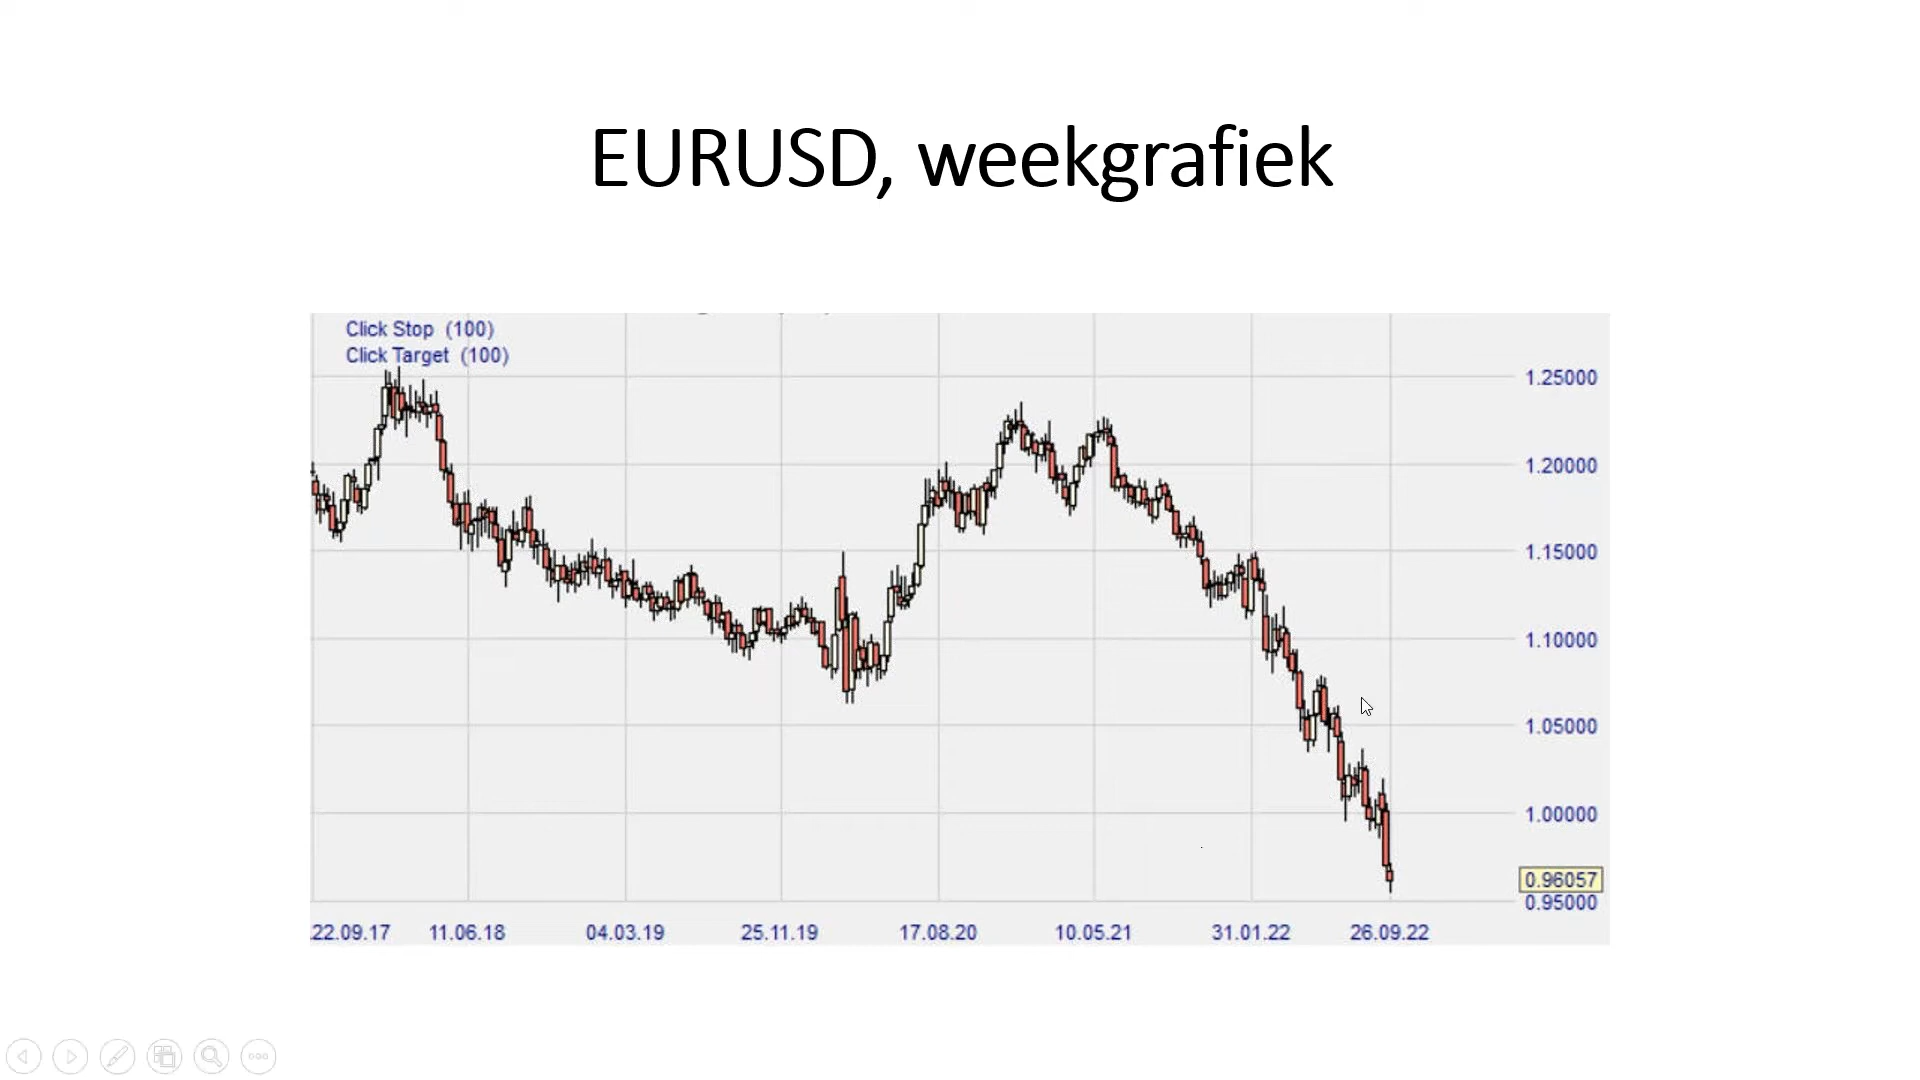 EURUSD, weekgrafiek
Click Stop (100)
Click Target (100)
1.25000
1.20000
1.15000
1.10000
1.05000
1.00000
0.96057
0.95000
22.09.17 11.06.18 04.03.19 25.11.19 17.08.20 10.05.21 31.01.22 26.09.22